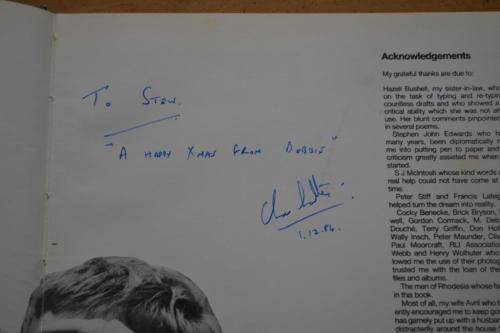 To Stew.
"A HAPPY XMAS FROM DEBBIE"
1.12.86.
Acknowledgements
My grateful thanks are due to:
Hazel Bushell, my sister-in-law, who
on the task of typing and re-typin
countless drafts and who showed a
critical ability which she was not af
use. Her blunt comments pinpointed
in several poems.
Stephen John Edwards who h
many years, been diplomatically n
me into putting pen to paper and
criticism greatly assisted me when
started.
S J McIntosh whose kind words a
real help could not have come at
time.
Peter Stiff and Francis Lateg
helped turn the dream into reality.
Cocky Benecke, Brick Bryson, 
well, Gordon Cormack, M. Deb
Douché, Terry Griffin, Don Holl
Wally Insch, Peter Maunder, Cliv
Paul Moorcraft, RLI Associatio
Webb and Henry Wolhuter who
lowed me the use of their photog
trusted me with the loan of the
files and albums.
The men of Rhodesia whose fa
in this book.
Most of all, my wife Avril who h
ently encouraged me to keep goin
has gamely put up with a husban
distractedly around the house